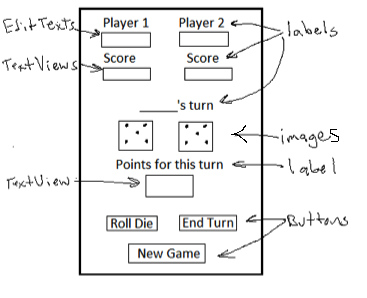 Player 1 Player 2
EditTexts
labels
Score Score
TextViews
_____'s turn
images
Points for this turn
label
TextView
Roll Die End Turn
Buttons
New Game